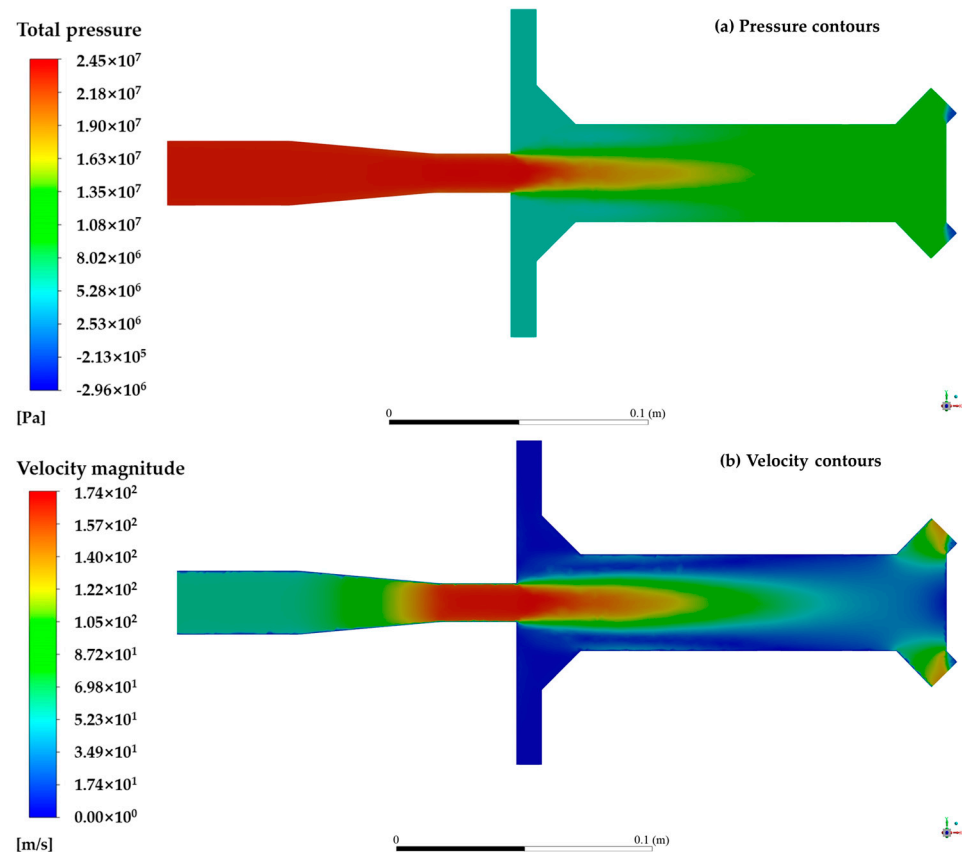 Total pressure
(a) Pressure contours
2.45×10⁷
2.18×10⁷
1.90×10⁷
1.63×10⁷
1.35×10⁷
1.08×10⁷
8.02×10⁶
5.28×10⁶
2.53×10⁶
-2.13×10⁵
-2.96×10⁶
[Pa]
0 0.1 (m)
Velocity magnitude
(b) Velocity contours
1.74×10²
1.57×10²
1.40×10²
1.22×10²
1.05×10²
8.72×10¹
6.98×10¹
5.23×10¹
3.49×10¹
1.74×10¹
0.00×10⁰
[m/s]
0 0.1 (m)